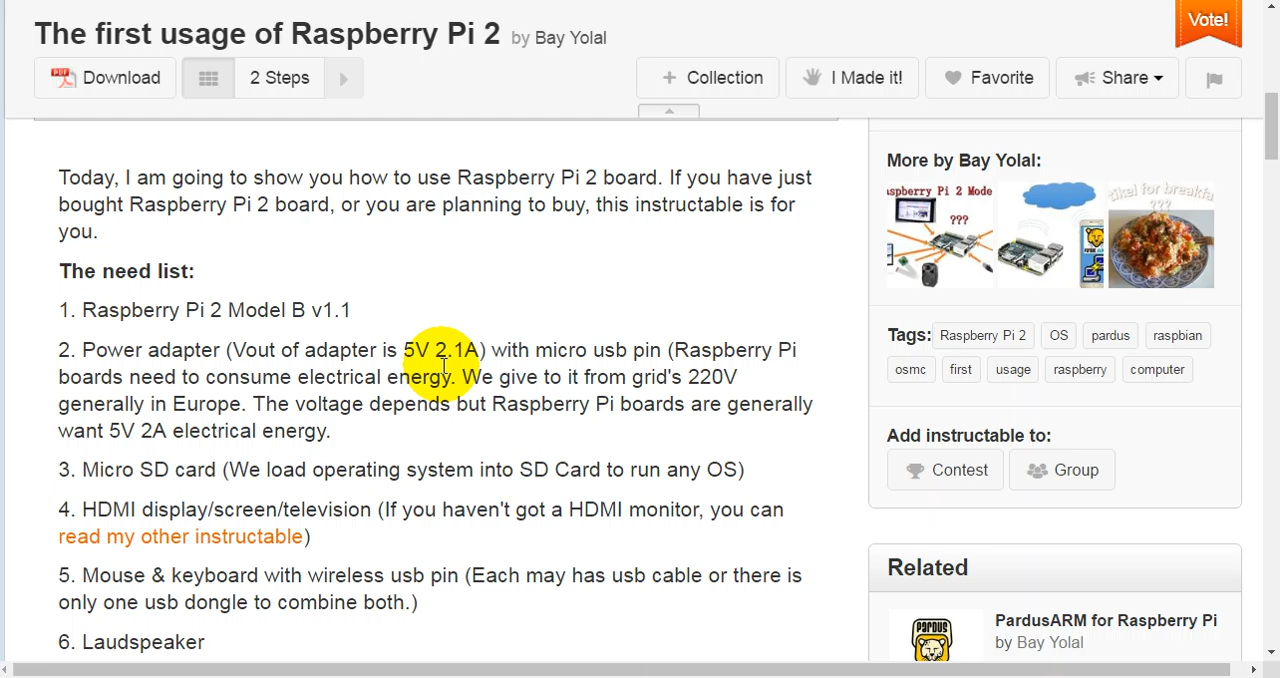 The first usage of Raspberry Pi 2 by Bay Yolal
Vote!
PDF Download
2 Steps
+ Collection
I Made it!
Favorite
Share
Today, I am going to show you how to use Raspberry Pi 2 board. If you have just
bought Raspberry Pi 2 board, or you are planning to buy, this instructable is for
you.
The need list:
1. Raspberry Pi 2 Model B v1.1
2. Power adapter (Vout of adapter is 5V 2.1A) with micro usb pin (Raspberry Pi
boards need to consume electrical energy. We give to it from grid's 220V
generally in Europe. The voltage depends but Raspberry Pi boards are generally
want 5V 2A electrical energy.
3. Micro SD card (We load operating system into SD Card to run any OS)
4. HDMI display/screen/television (If you haven't got a HDMI monitor, you can
read my other instructable)
5. Mouse & keyboard with wireless usb pin (Each may has usb cable or there is
only one usb dongle to combine both.)
6. Laudspeaker
More by Bay Yolal:
aspberry Pi 2 Mode
???
tikel for breakfa
???
Tags: Raspberry Pi 2 OS pardus raspbian
osmc first usage raspberry computer
Add instructable to:
Contest
Group
Related
PARDUS
PardusARM for Raspberry Pi
by Bay Yolal